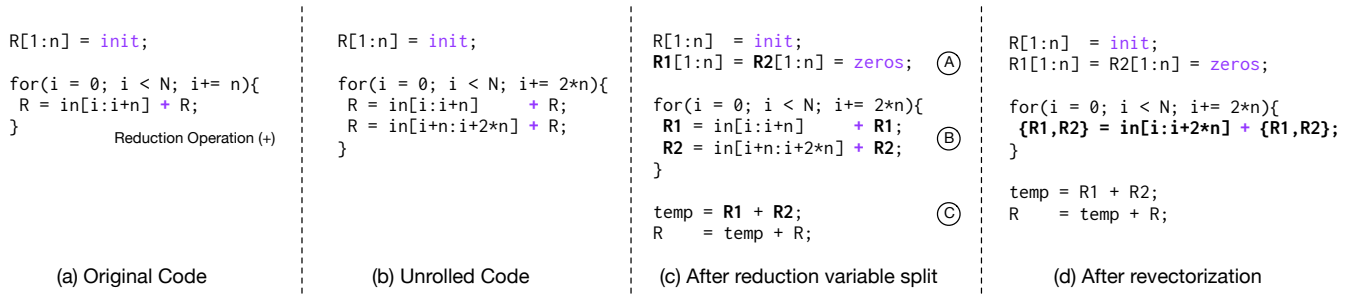 R[1:n] = init;
for(i = 0; i < N; i+= n){
R = in[i:i+n] + R;
}
Reduction Operation (+)
(a) Original Code
R[1:n] = init;
for(i = 0; i < N; i+= 2*n){
R = in[i:i+n] + R;
R = in[i+n:i+2*n] + R;
}
(b) Unrolled Code
R[1:n] = init;
R1[1:n] = R2[1:n] = zeros; A
for(i = 0; i < N; i+= 2*n){
R1 = in[i:i+n] + R1;
R2 = in[i+n:i+2*n] + R2; B
}
temp = R1 + R2; C
R = temp + R;
(c) After reduction variable split
R[1:n] = init;
R1[1:n] = R2[1:n] = zeros;
for(i = 0; i < N; i+= 2*n){
{R1,R2} = in[i:i+2*n] + {R1,R2};
}
temp = R1 + R2;
R = temp + R;
(d) After revectorization